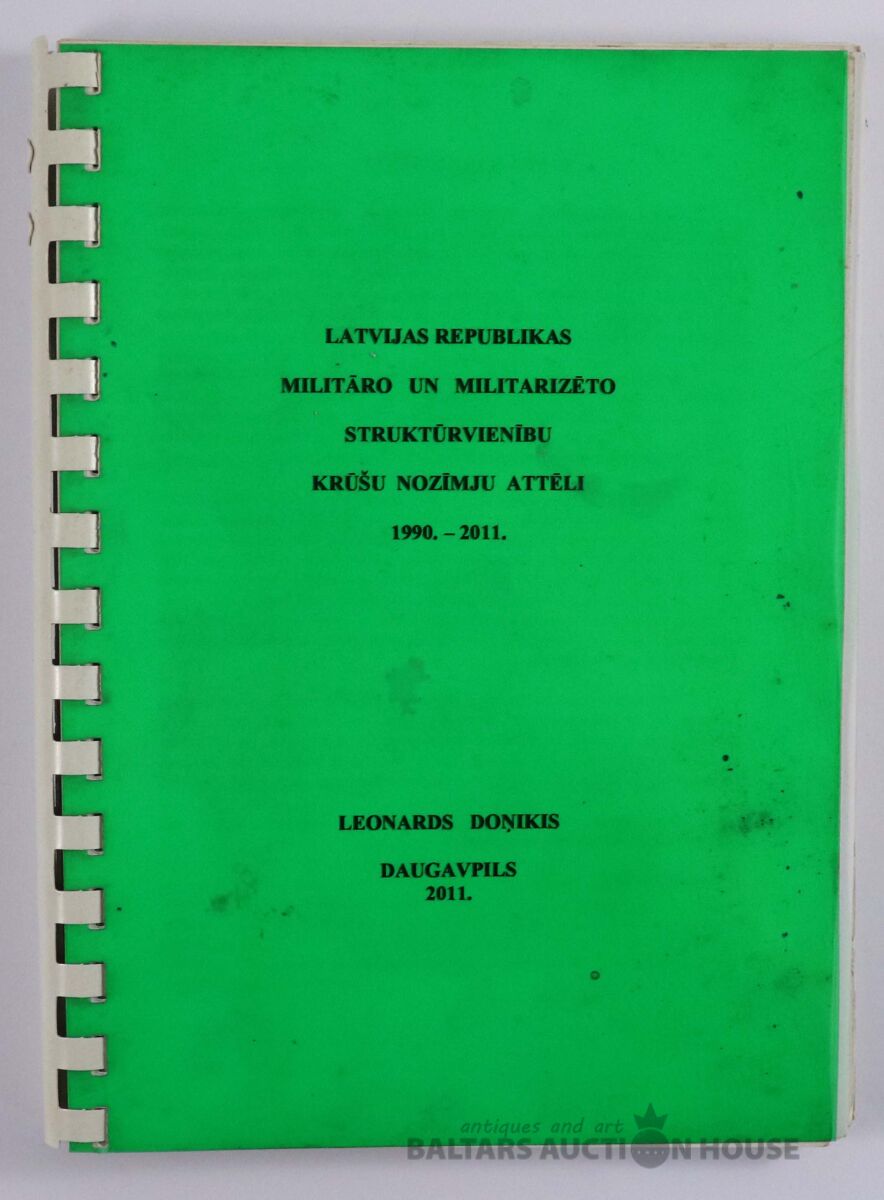 LATVIJAS REPUBLIKAS
MILITĀRO UN MILITARIZĒTO
STRUKTŪRVIENĪBU
KRŪŠU NOZĪMJU ATTĒLI
1990. – 2011.
LEONARDS DOŅIKIS
DAUGAVPILS
2011.
antiques and art
BALTARS AUCTION HOUSE